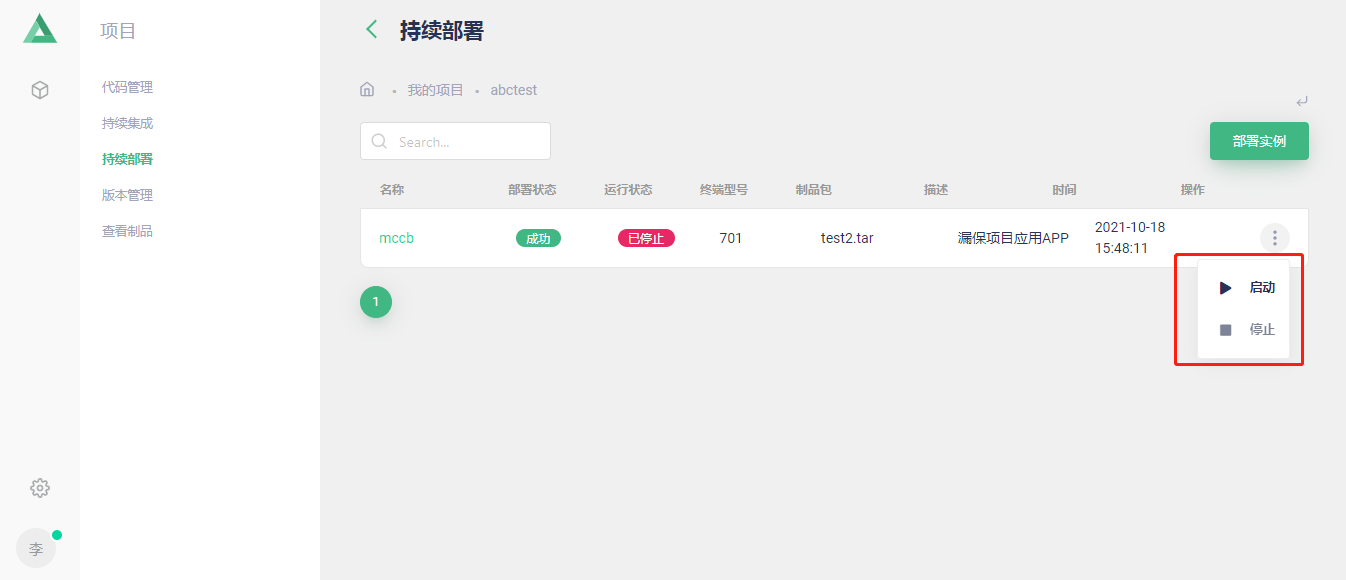 项目
代码管理
持续集成
持续部署
版本管理
查看制品
李
持续部署
我的项目 • abctest
Search...
部署实例
名称 部署状态 运行状态 终端型号 制品包 描述 时间 操作
mccb 成功 已停止 701 test2.tar 漏保项目应用APP 2021-10-18
15:48:11
启动
停止
1